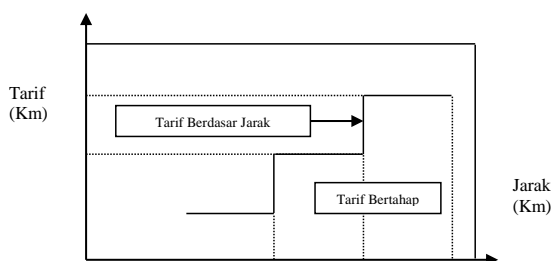 Tarif
(Km)
Tarif Berdasar Jarak
Tarif Bertahap
Jarak
(Km)